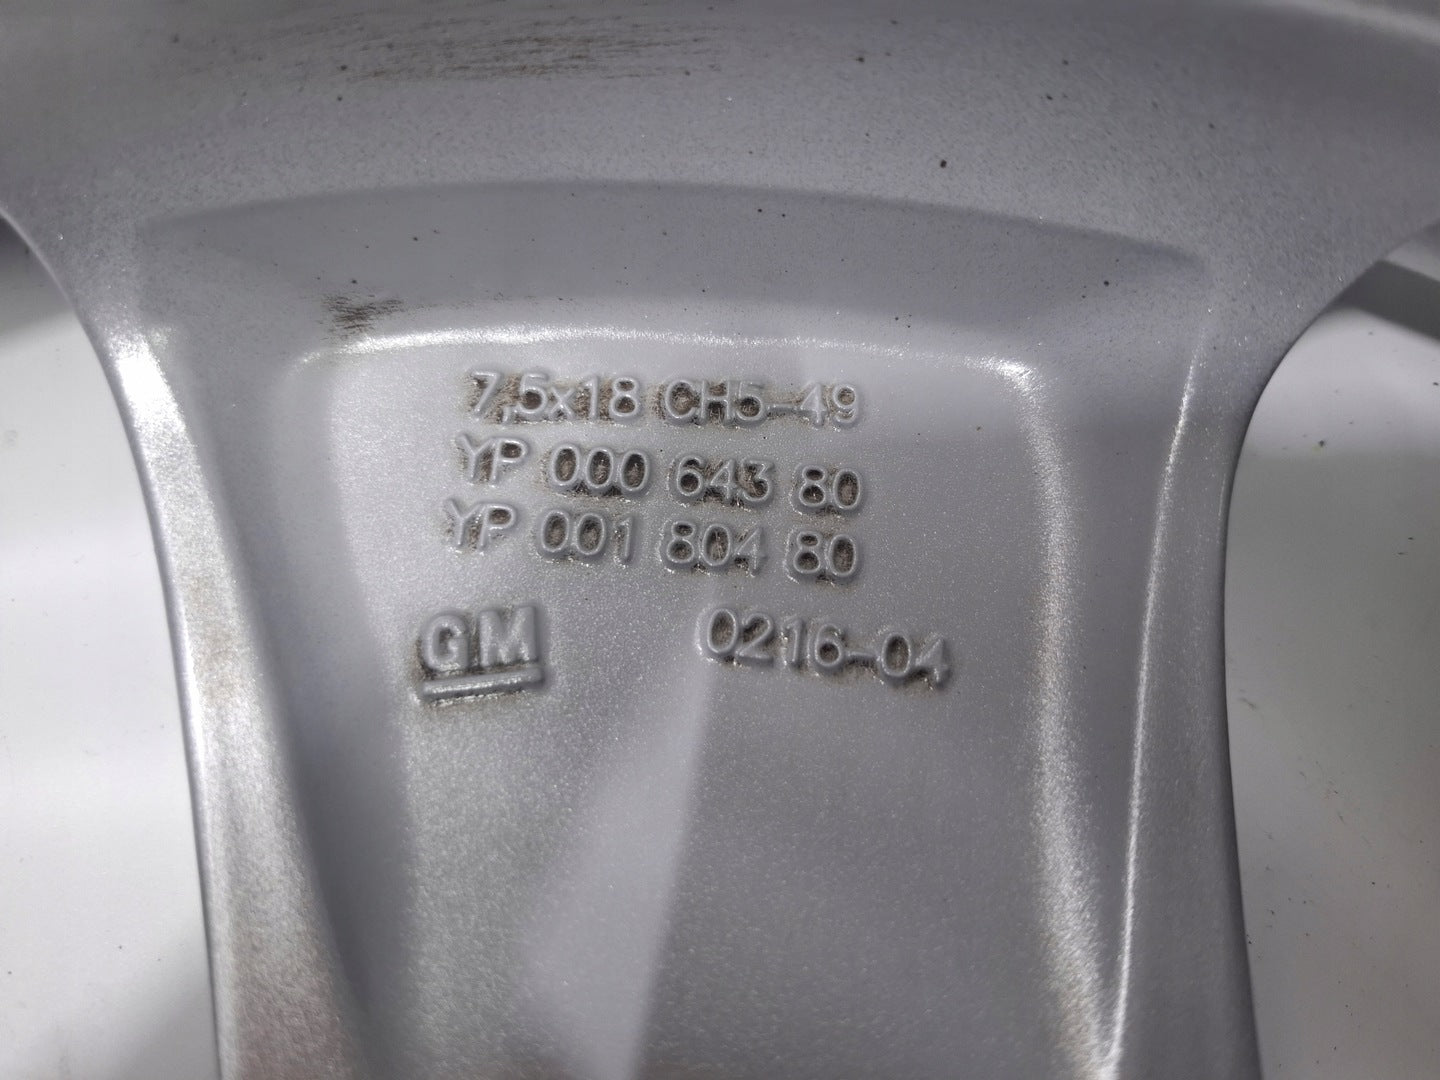 7,5x18 CH5-49
YP 000 643 80
YP 001 804 80
GM 0216-04